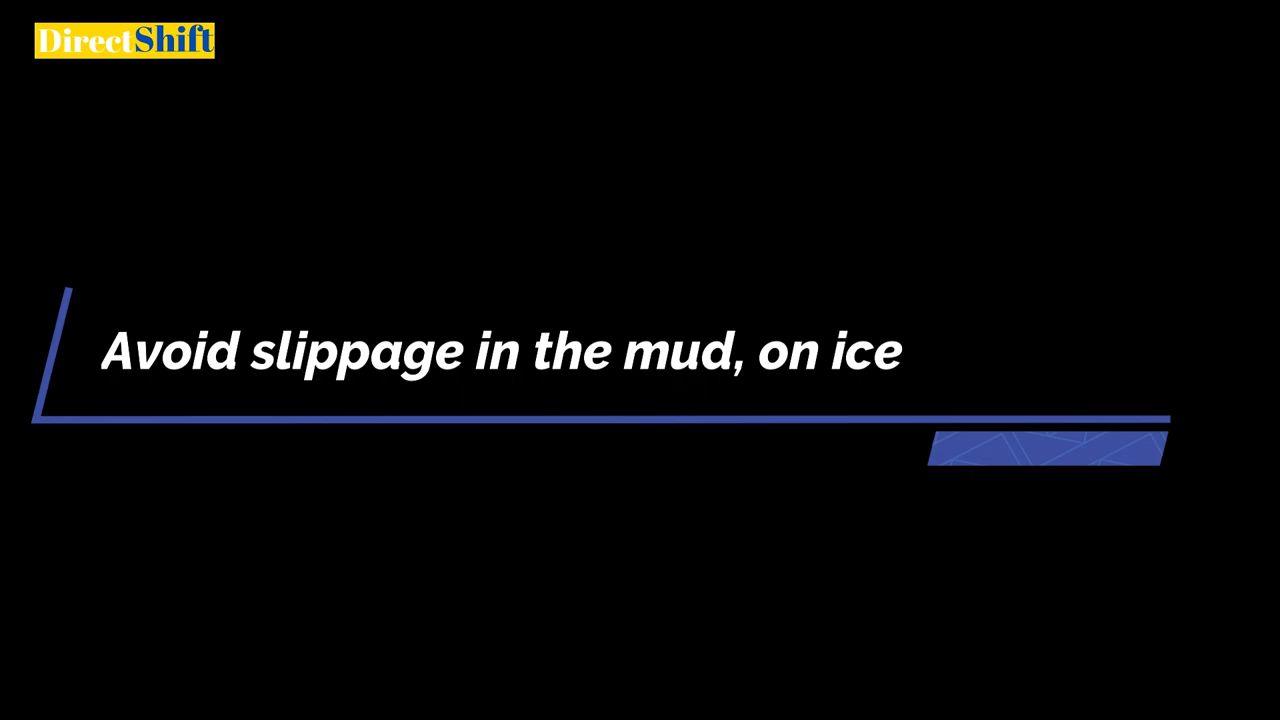 DirectShift
Avoid slippage in the mud, on ice